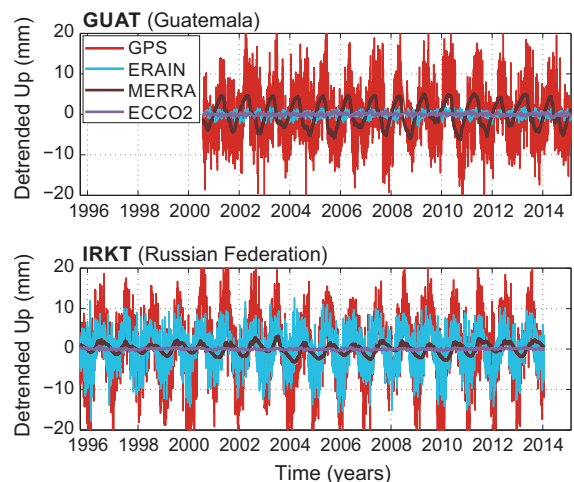 GUAT (Guatemala)
GPS
ERAIN
MERRA
ECCO2
Detrended Up (mm)
20
10
0
−10
−20
1996 1998 2000 2002 2004 2006 2008 2010 2012 2014
IRKT (Russian Federation)
Detrended Up (mm)
20
10
0
−10
−20
1996 1998 2000 2002 2004 2006 2008 2010 2012 2014
Time (years)